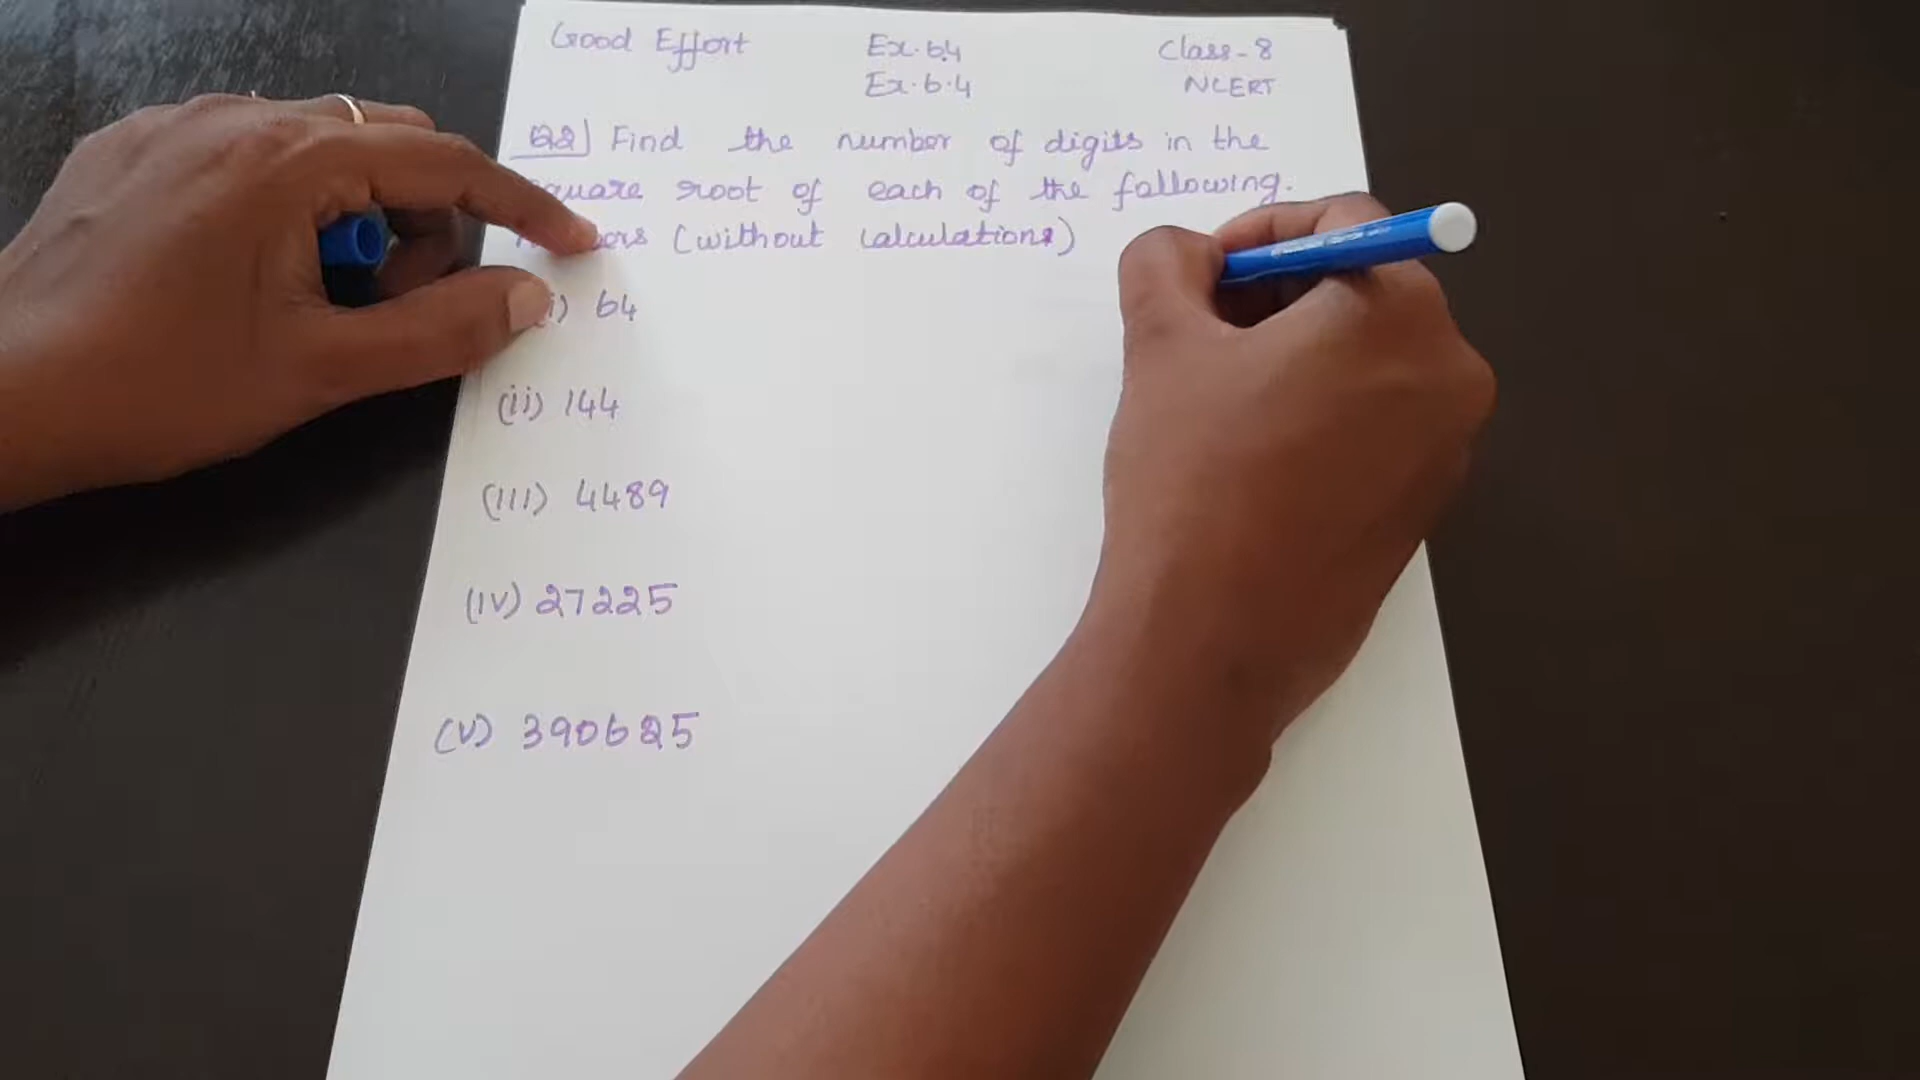 Good Effort Ex. 6.4 Class - 8
Ex. 6.4 NCERT
Q2] Find the number of digits in the
square root of each of the following.
(without calculations)
(i) 64
(ii) 144
(iii) 4489
(iv) 27225
(v) 390625